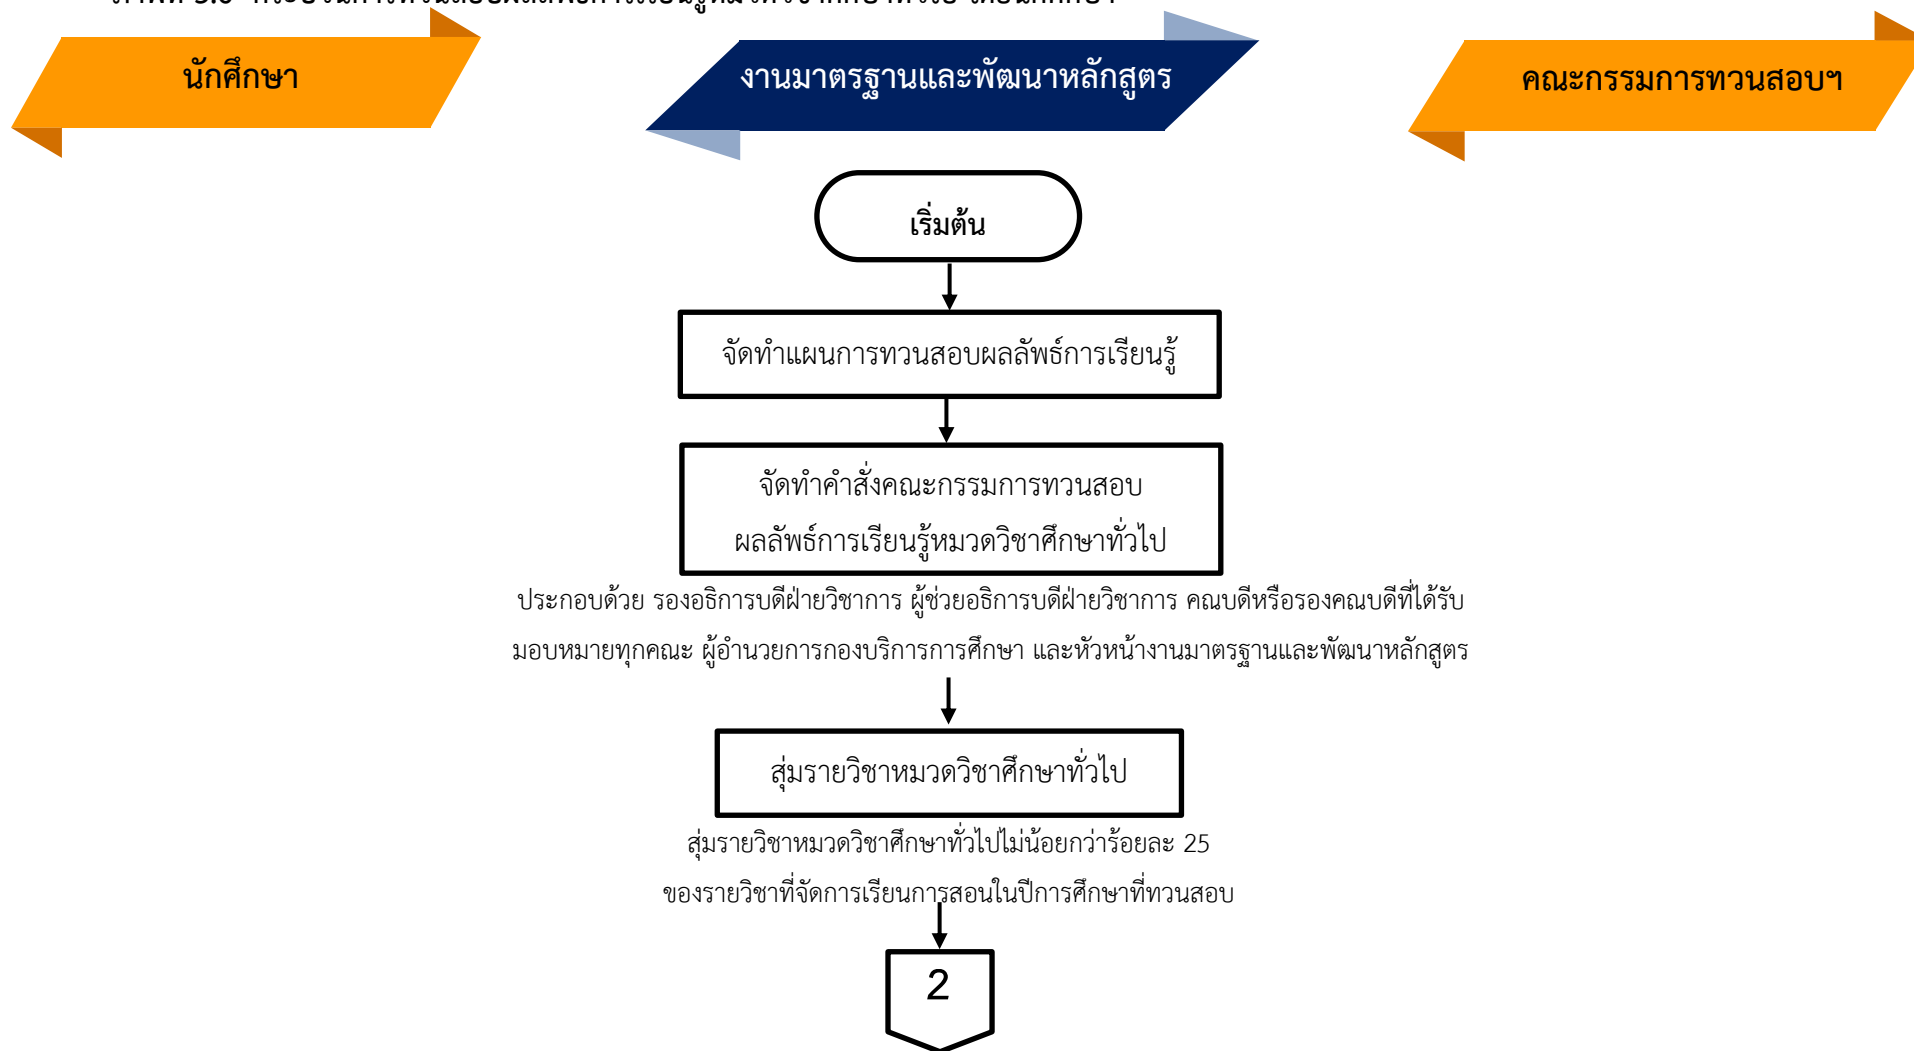 นักศึกษา
งานมาตรฐานและพัฒนาหลักสูตร
คณะกรรมการทวนสอบฯ
เริ่มต้น
จัดทำแผนการทวนสอบผลลัพธ์การเรียนรู้
จัดทำคำสั่งคณะกรรมการทวนสอบ
ผลลัพธ์การเรียนรู้หมวดวิชาศึกษาทั่วไป
ประกอบด้วย รองอธิการบดีฝ่ายวิชาการ ผู้ช่วยอธิการบดีฝ่ายวิชาการ คณบดีหรือรองคณบดีที่ได้รับ
มอบหมายทุกคณะ ผู้อำนวยการกองบริการการศึกษา และหัวหน้างานมาตรฐานและพัฒนาหลักสูตร
สุ่มรายวิชาหมวดวิชาศึกษาทั่วไป
สุ่มรายวิชาหมวดวิชาศึกษาทั่วไปไม่น้อยกว่าร้อยละ 25
ของรายวิชาที่จัดการเรียนการสอนในปีการศึกษาที่ทวนสอบ
2